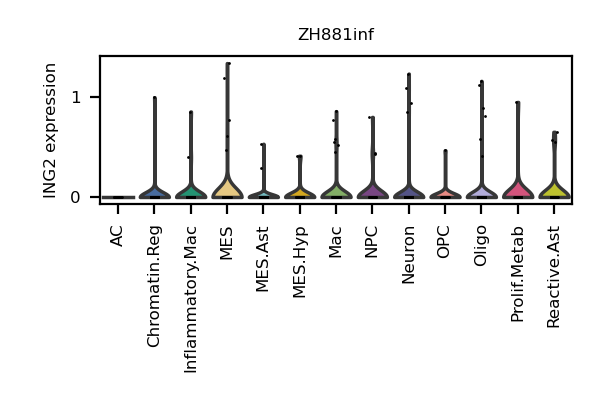 ZH881inf
ING2 expression
1
0
AC
Chromatin.Reg
Inflammatory.Mac
MES
MES.Ast
MES.Hyp
Mac
NPC
Neuron
OPC
Oligo
Prolif.Metab
Reactive.Ast